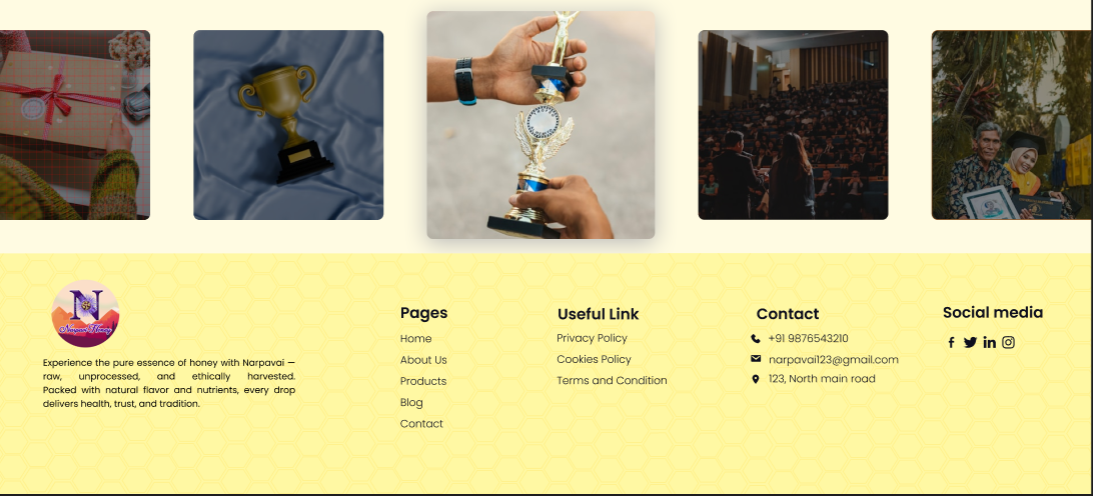 N
Narpavi Honey
Experience the pure essence of honey with Narpavai —
raw, unprocessed, and ethically harvested.
Packed with natural flavor and nutrients, every drop
delivers health, trust, and tradition.
Pages
Home
About Us
Products
Blog
Contact
Useful Link
Privacy Policy
Cookies Policy
Terms and Condition
Contact
+91 9876543210
narpavai123@gmail.com
123, North main road
Social media